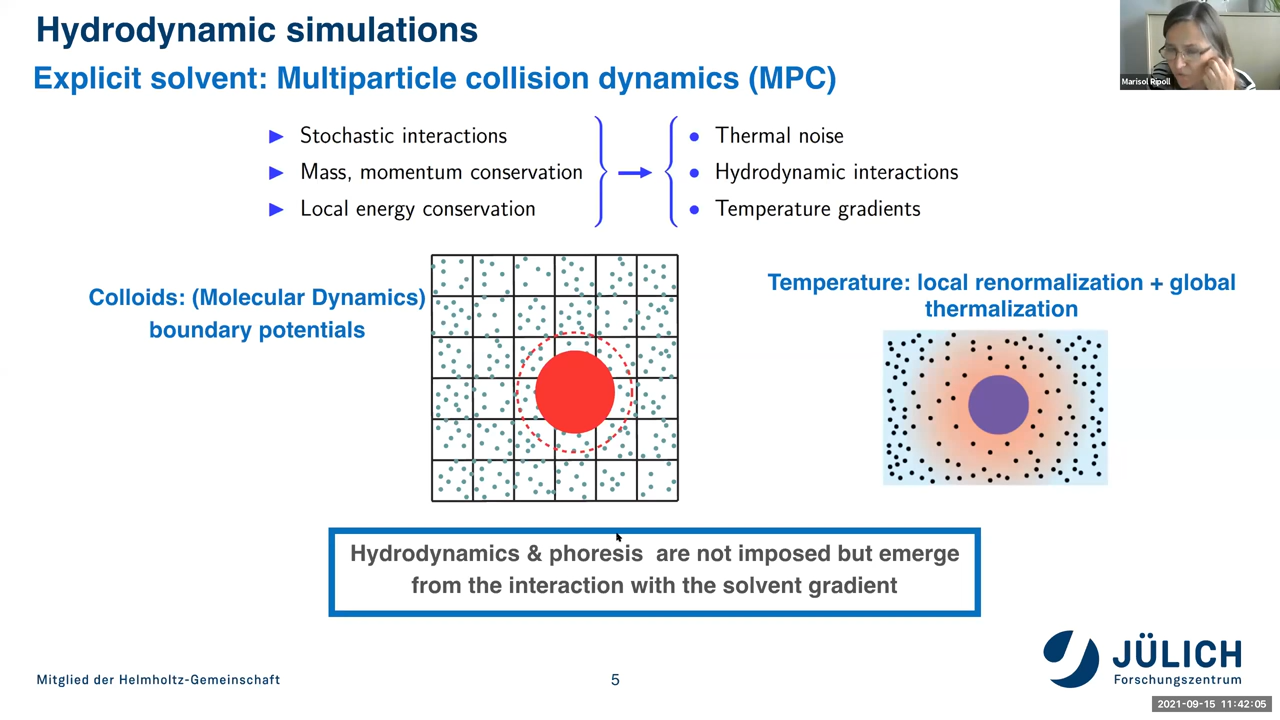 Hydrodynamic simulations
Explicit solvent: Multiparticle collision dynamics (MPC)
Marisol Ripoll
▶ Stochastic interactions
▶ Mass, momentum conservation
▶ Local energy conservation
• Thermal noise
• Hydrodynamic interactions
• Temperature gradients
Colloids: (Molecular Dynamics)
boundary potentials
Temperature: local renormalization + global
thermalization
Hydrodynamics & phoresis are not imposed but emerge
from the interaction with the solvent gradient
Mitglied der Helmholtz-Gemeinschaft
5
JÜLICH
Forschungszentrum
2021-09-15 11:42:05